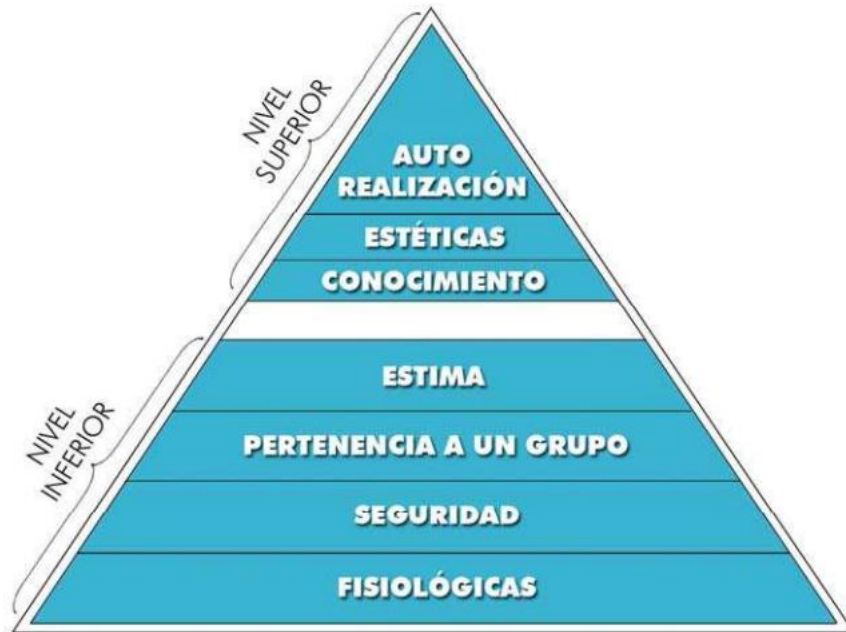 NIVEL
SUPERIOR
AUTO
REALIZACIÓN
ESTÉTICAS
CONOCIMIENTO
NIVEL
INFERIOR
ESTIMA
PERTENENCIA A UN GRUPO
SEGURIDAD
FISIOLÓGICAS